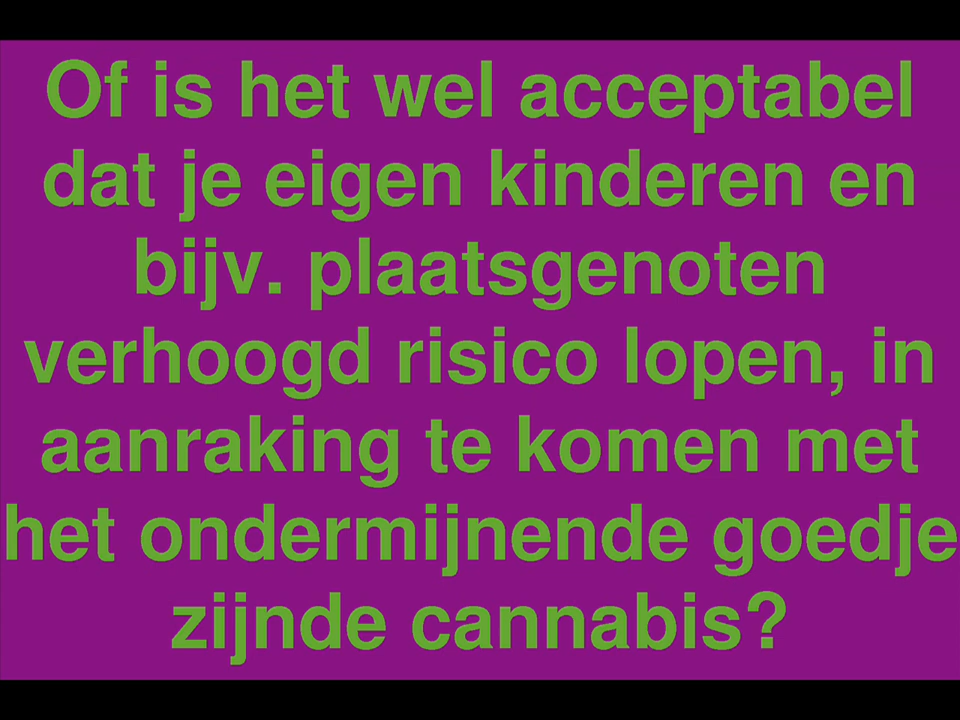 Of is het wel acceptabel
dat je eigen kinderen en
bijv. plaatsgenoten
verhoogd risico lopen, in
aanraking te komen met
het ondermijnende goedje
zijnde cannabis?